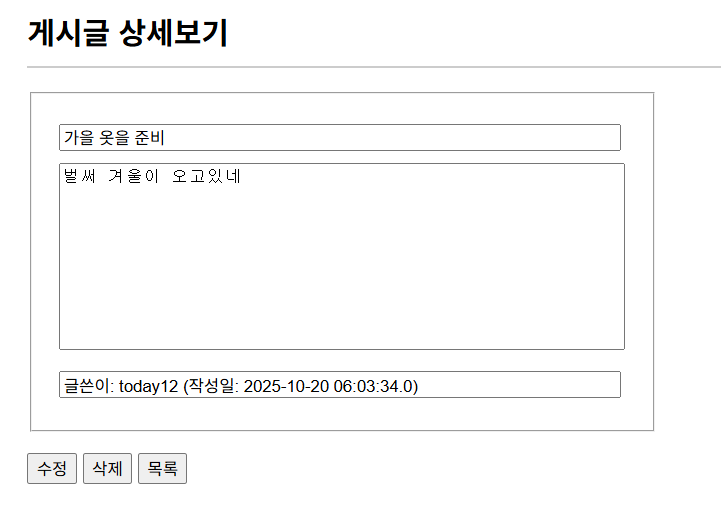 게시글 상세보기
가을 옷을 준비
벌써 겨울이 오고있네
글쓴이: today12 (작성일: 2025-10-20 06:03:34.0)
수정 삭제 목록